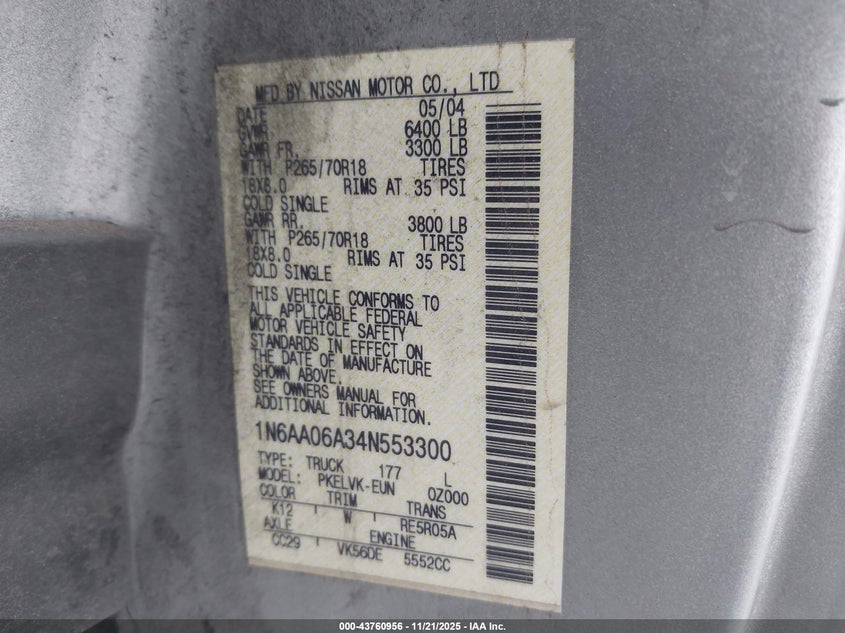 MFD BY NISSAN MOTOR CO., LTD
DATE 05/04
GVWR 6400 LB
GAWR FR. 3300 LB
WITH P265/70R18 TIRES
18X8.0 RIMS AT 35 PSI
COLD SINGLE
GAWR RR. 3800 LB
WITH P265/70R18 TIRES
18X8.0 RIMS AT 35 PSI
COLD SINGLE
THIS VEHICLE CONFORMS TO
ALL APPLICABLE FEDERAL
MOTOR VEHICLE SAFETY
STANDARDS IN EFFECT ON
THE DATE OF MANUFACTURE
SHOWN ABOVE.
SEE OWNERS MANUAL FOR
ADDITIONAL INFORMATION.
1N6AA06A34N553300
TYPE: TRUCK 177 L
MODEL: PKELVK-EUN 0Z000
COLOR TRIM TRANS
K12 W RE5R05A
AXLE ENGINE
CC29 VK56DE 5552CC
000-43760956 - 11/21/2025 - IAA Inc.